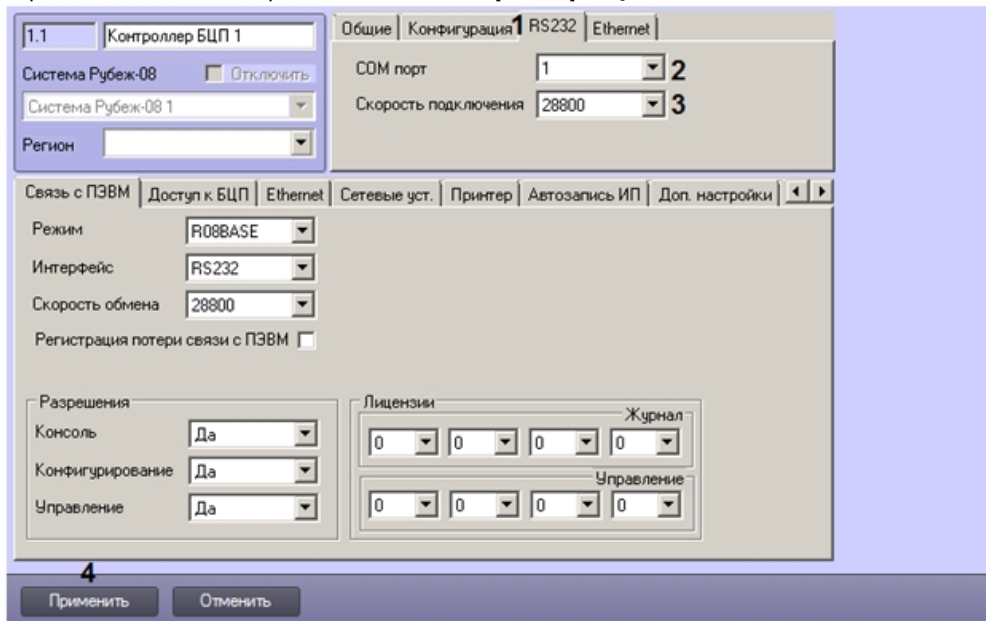 1.1 Контроллер БЦП 1
Система Рубеж-08 Отключить
Система Рубеж-08 1
Регион
Общие Конфигурация 1 RS232 Ethernet
COM порт 1 2
Скорость подключения 28800 3
Связь с ПЭВМ Доступ к БЦП Ethernet Сетевые уст. Принтер Автозапись ИП Доп. настройки
Режим R08BASE
Интерфейс RS232
Скорость обмена 28800
Регистрация потери связи с ПЭВМ
Разрешения
Консоль Да
Конфигурирование Да
Управление Да
Лицензии
Журнал
0 0 0 0
Управление
0 0 0 0
4
Применить Отменить